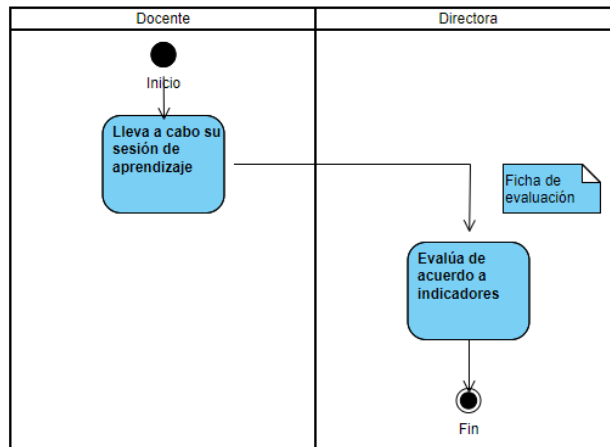 Docente
Directora
Inicio
Lleva a cabo su
sesión de
aprendizaje
Ficha de
evaluación
Evalúa de
acuerdo a
indicadores
Fin